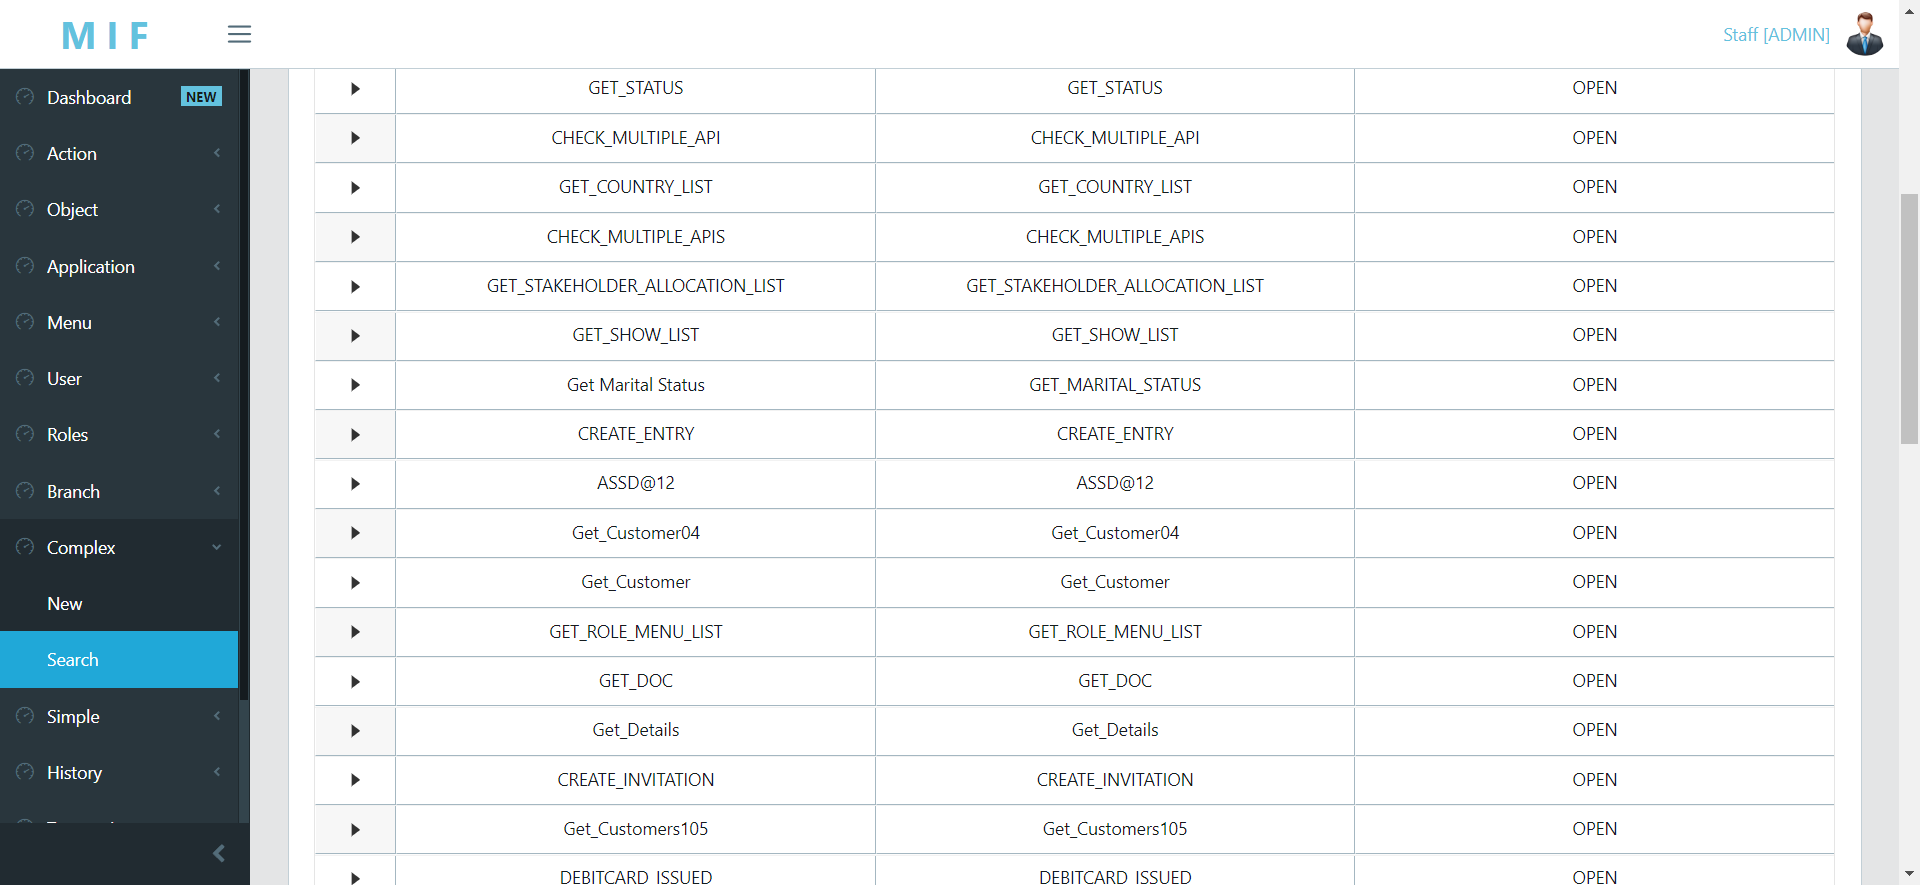 MIF
Staff [ADMIN]
Dashboard NEW
Action
Object
Application
Menu
User
Roles
Branch
Complex
New
Search
Simple
History
GET_STATUS GET_STATUS OPEN
CHECK_MULTIPLE_API CHECK_MULTIPLE_API OPEN
GET_COUNTRY_LIST GET_COUNTRY_LIST OPEN
CHECK_MULTIPLE_APIS CHECK_MULTIPLE_APIS OPEN
GET_STAKEHOLDER_ALLOCATION_LIST GET_STAKEHOLDER_ALLOCATION_LIST OPEN
GET_SHOW_LIST GET_SHOW_LIST OPEN
Get Marital Status GET_MARITAL_STATUS OPEN
CREATE_ENTRY CREATE_ENTRY OPEN
ASSD@12 ASSD@12 OPEN
Get_Customer04 Get_Customer04 OPEN
Get_Customer Get_Customer OPEN
GET_ROLE_MENU_LIST GET_ROLE_MENU_LIST OPEN
GET_DOC GET_DOC OPEN
Get_Details Get_Details OPEN
CREATE_INVITATION CREATE_INVITATION OPEN
Get_Customers105 Get_Customers105 OPEN
DEBITCARD_ISSUED DEBITCARD_ISSUED OPEN